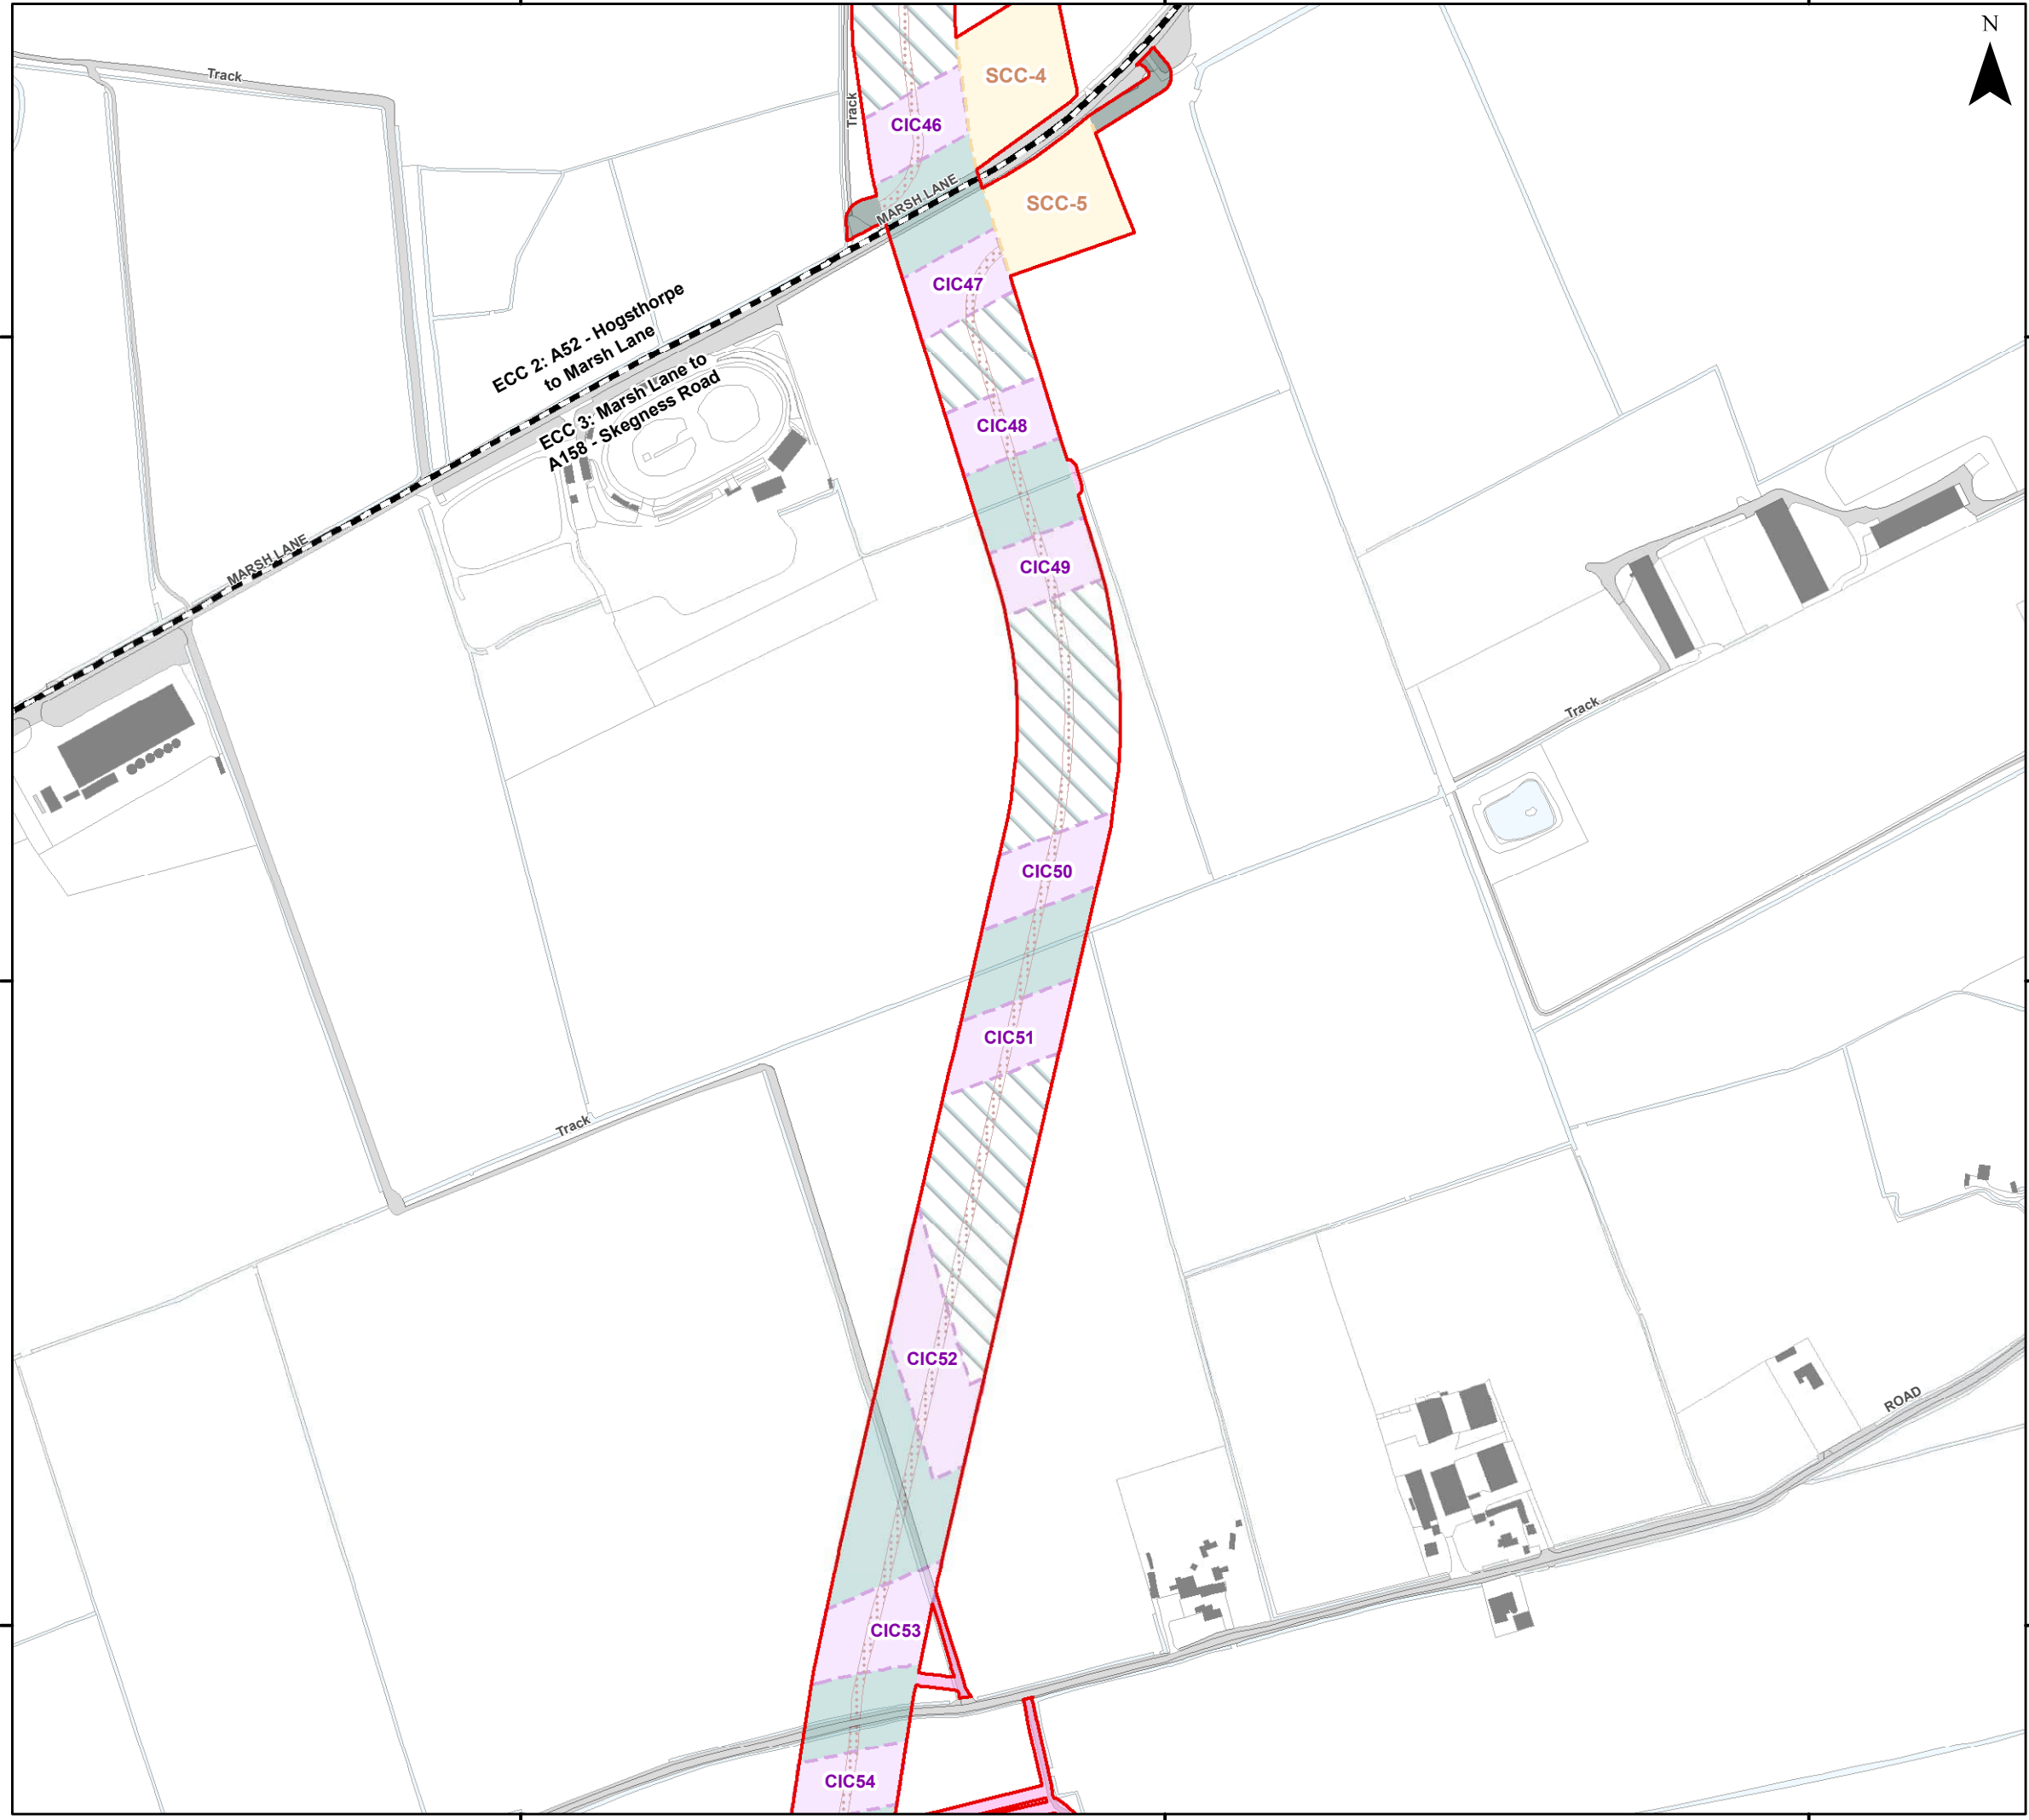 N
Track
SCC-4
Track
CIC46
MARSH LANE
SCC-5
CIC47
ECC 2: A52 - Hogsthorpe
to Marsh Lane
ECC 3: Marsh Lane to
A158 - Skegness Road
CIC48
MARSH LANE
CIC49
Track
CIC50
CIC51
Track
CIC52
ROAD
CIC53
CIC54